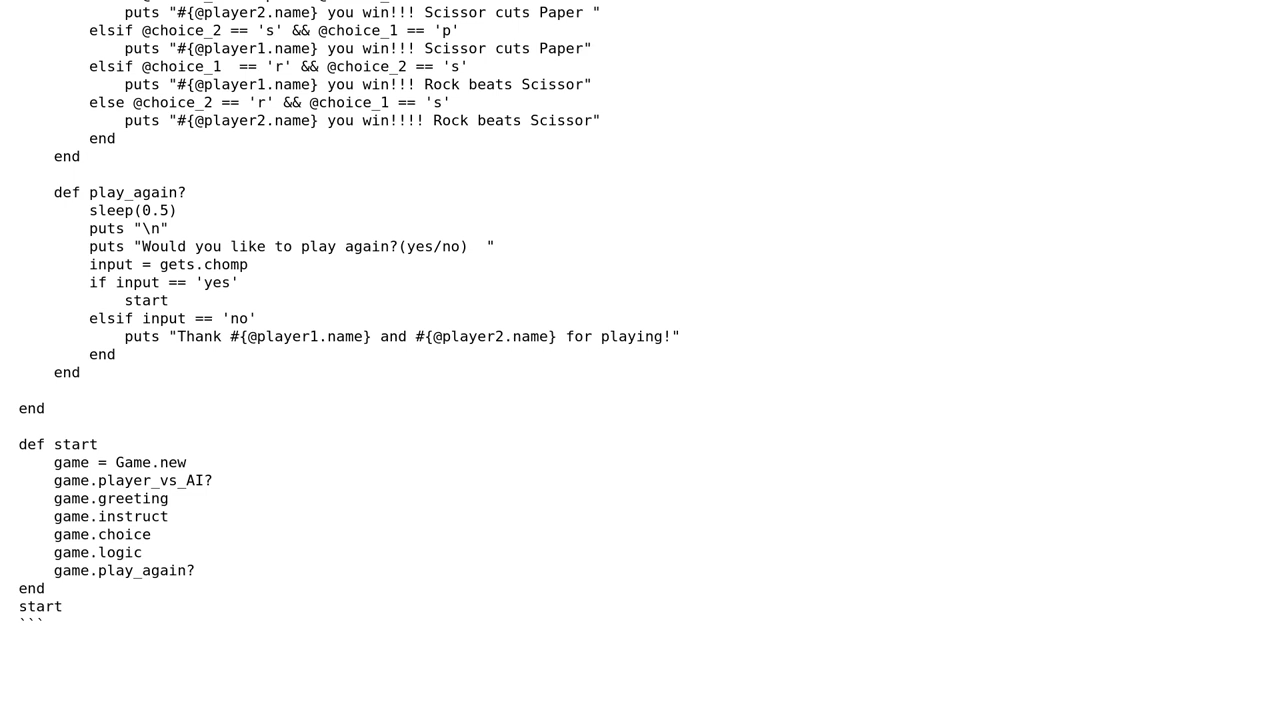 puts "#{@player2.name} you win!!! Scissor cuts Paper "
elsif @choice_2 == 's' && @choice_1 == 'p'
puts "#{@player1.name} you win!!! Scissor cuts Paper"
elsif @choice_1  == 'r' && @choice_2 == 's'
puts "#{@player1.name} you win!!! Rock beats Scissor"
else @choice_2 == 'r' && @choice_1 == 's'
puts "#{@player2.name} you win!!!! Rock beats Scissor"
end
end
def play_again?
sleep(0.5)
puts "\n"
puts "Would you like to play again?(yes/no)  "
input = gets.chomp
if input == 'yes'
start
elsif input == 'no'
puts "Thank #{@player1.name} and #{@player2.name} for playing!"
end
end
end
def start
game = Game.new
game.player_vs_AI?
game.greeting
game.instruct
game.choice
game.logic
game.play_again?
end
start
```